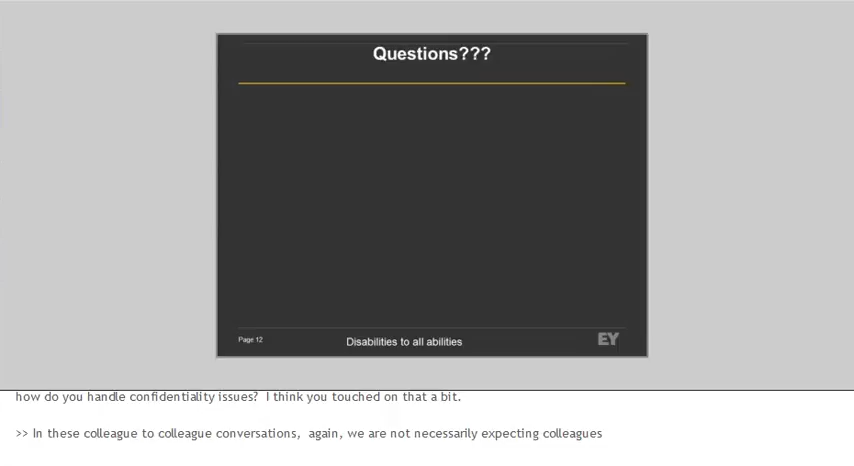 Questions???
Page 12
Disabilities to all abilities
EY
how do you handle confidentiality issues?  I think you touched on that a bit.
>> In these colleague to colleague conversations,  again, we are not necessarily expecting colleagues